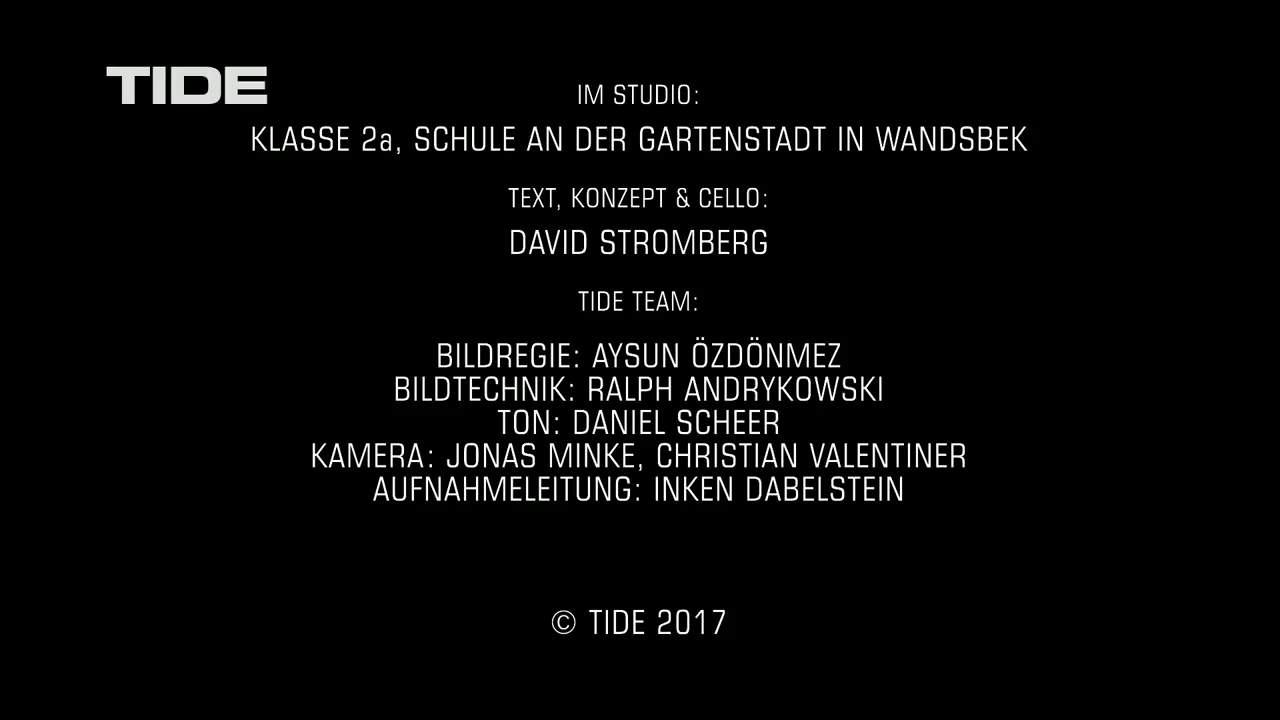 TIDE
IM STUDIO:
KLASSE 2a, SCHULE AN DER GARTENSTADT IN WANDSBEK
TEXT, KONZEPT & CELLO:
DAVID STROMBERG
TIDE TEAM:
BILDREGIE: AYSUN ÖZDÖNMEZ
BILDTECHNIK: RALPH ANDRYKOWSKI
TON: DANIEL SCHEER
KAMERA: JONAS MINKE, CHRISTIAN VALENTINER
AUFNAHMELEITUNG: INKEN DABELSTEIN
© TIDE 2017